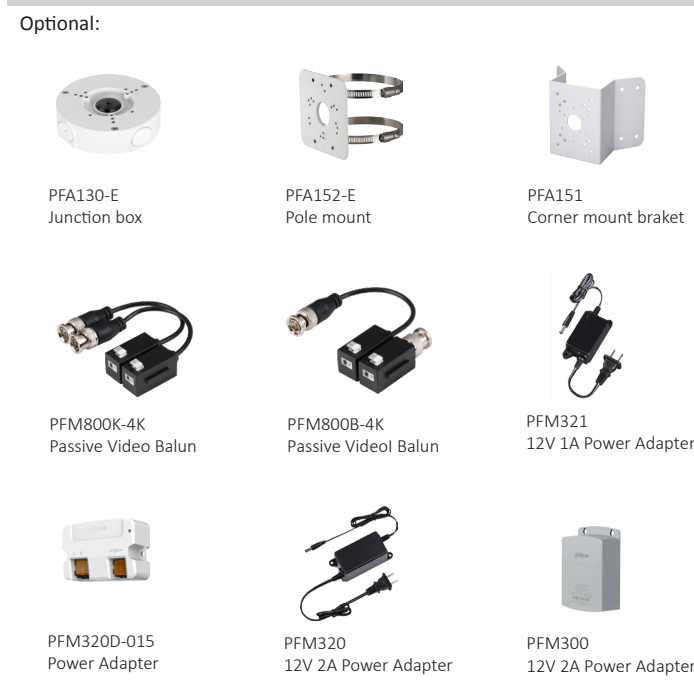 Optional:
PFA130-E
Junction box
PFA152-E
Pole mount
PFA151
Corner mount braket
PFM800K-4K
Passive Video Balun
PFM800B-4K
Passive Videol Balun
PFM321
12V 1A Power Adapter
PFM320D-015
Power Adapter
PFM320
12V 2A Power Adapter
PFM300
12V 2A Power Adapter